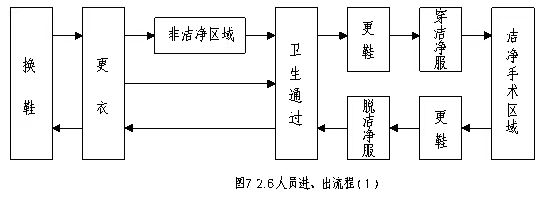 换鞋
更衣
非洁净区域
卫生通过
更鞋
穿洁净服
洁净手术区域
脱洁净服
更鞋
图7 2.6人员进、出流程(1)